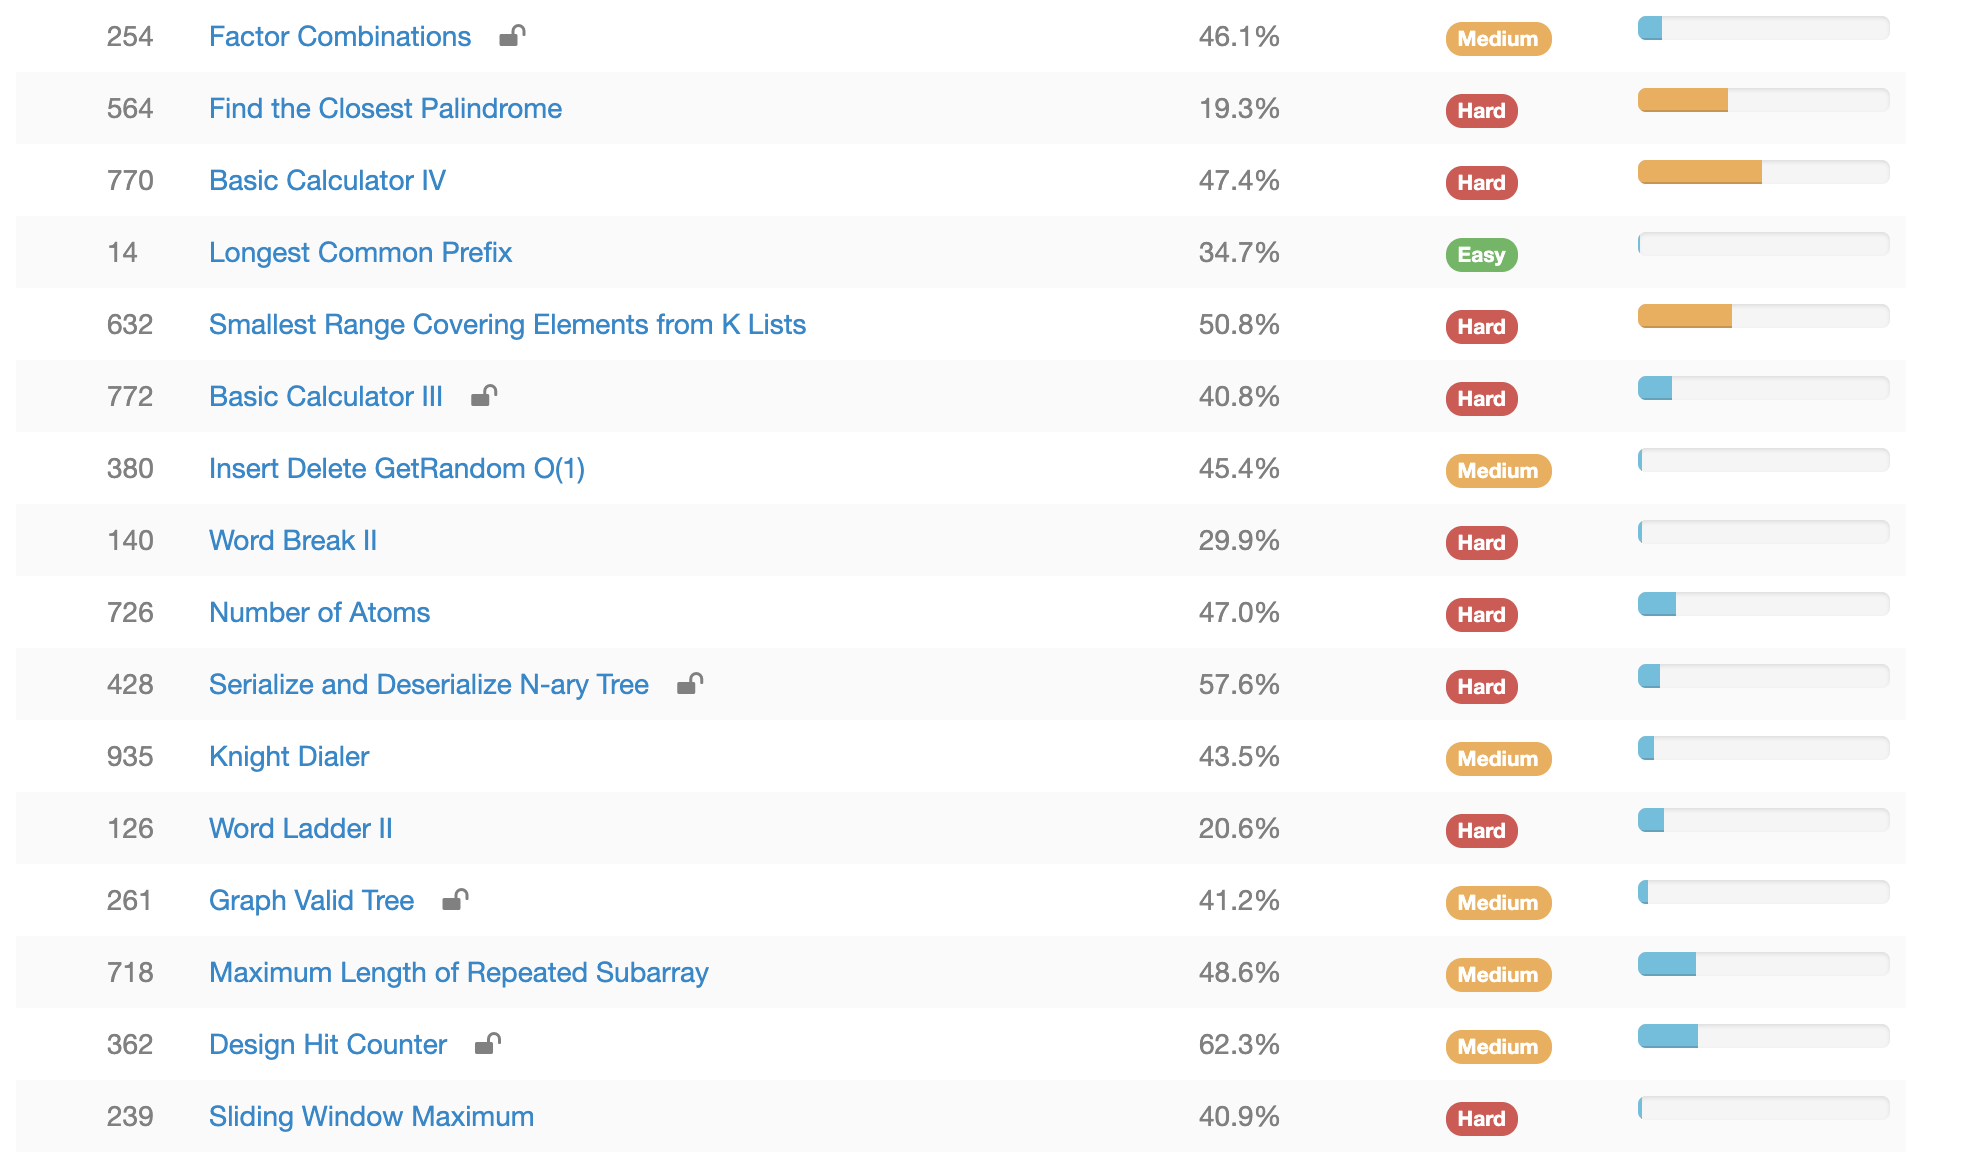 254 Factor Combinations 46.1% Medium
564 Find the Closest Palindrome 19.3% Hard
770 Basic Calculator IV 47.4% Hard
14 Longest Common Prefix 34.7% Easy
632 Smallest Range Covering Elements from K Lists 50.8% Hard
772 Basic Calculator III 40.8% Hard
380 Insert Delete GetRandom O(1) 45.4% Medium
140 Word Break II 29.9% Hard
726 Number of Atoms 47.0% Hard
428 Serialize and Deserialize N-ary Tree 57.6% Hard
935 Knight Dialer 43.5% Medium
126 Word Ladder II 20.6% Hard
261 Graph Valid Tree 41.2% Medium
718 Maximum Length of Repeated Subarray 48.6% Medium
362 Design Hit Counter 62.3% Medium
239 Sliding Window Maximum 40.9% Hard